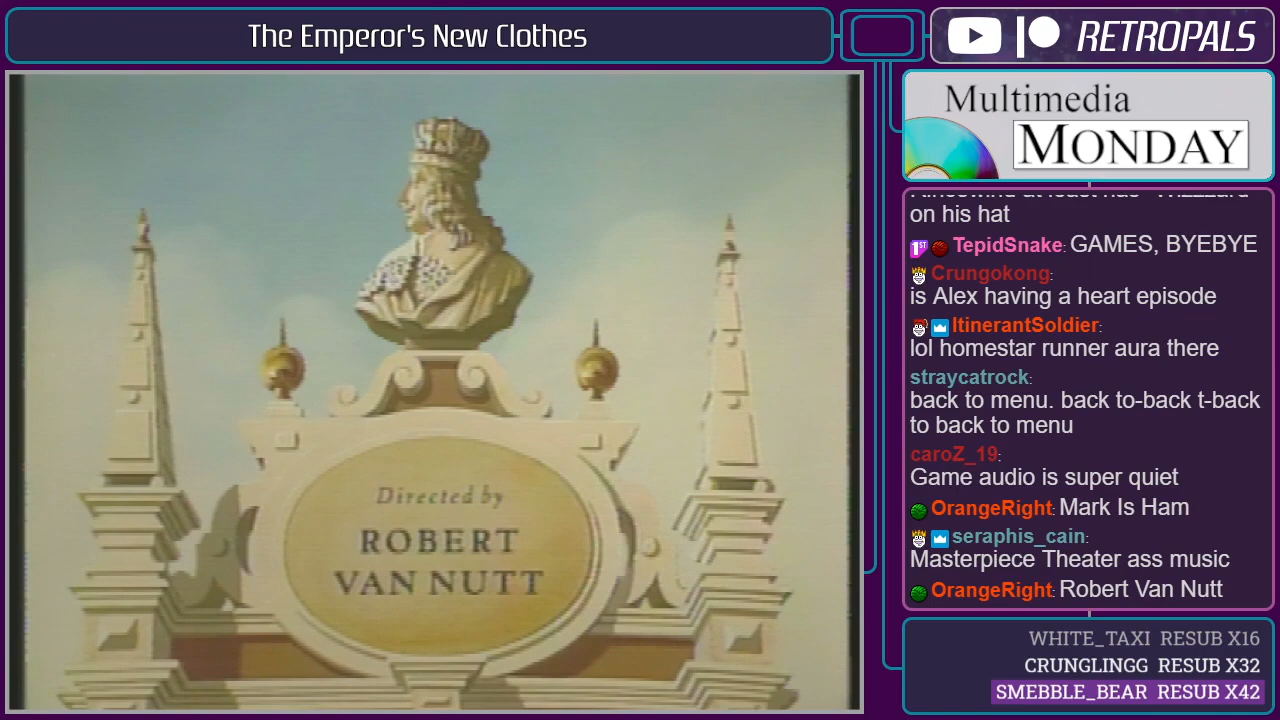 The Emperor's New Clothes
RETROPALS
Multimedia
MONDAY
Directed by
ROBERT
VAN NUTT
on his hat
1ST TepidSnake: GAMES, BYEBYE
Crungokong:
is Alex having a heart episode
ItinerantSoldier:
lol homestar runner aura there
straycatrock:
back to menu. back to-back t-back
to back to menu
caroZ_19:
Game audio is super quiet
OrangeRight: Mark Is Ham
seraphis_cain:
Masterpiece Theater ass music
OrangeRight: Robert Van Nutt
WHITE_TAXI RESUB X16
CRUNGLINGG RESUB X32
SMEBBLE_BEAR RESUB X42